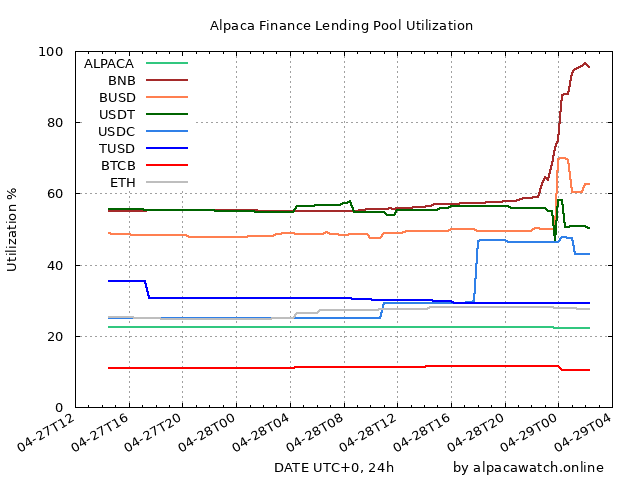 Alpaca Finance Lending Pool Utilization
100
80
60
40
20
0
Utilization %
ALPACA
BNB
BUSD
USDT
USDC
TUSD
BTCB
ETH
04-27T12
04-27T16
04-27T20
04-28T00
04-28T04
04-28T08
04-28T12
04-28T16
04-28T20
04-29T00
04-29T04
DATE UTC+0, 24h
by alpacawatch.online